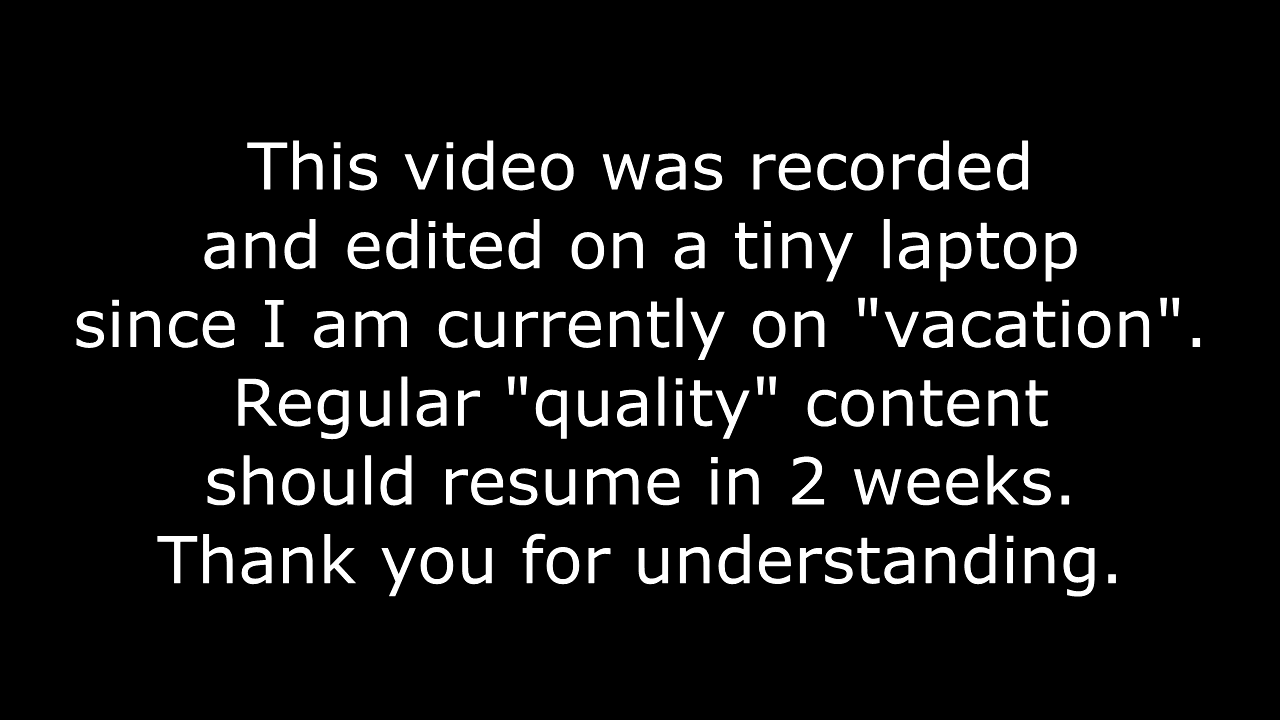 This video was recorded
and edited on a tiny laptop
since I am currently on "vacation".
Regular "quality" content
should resume in 2 weeks.
Thank you for understanding.